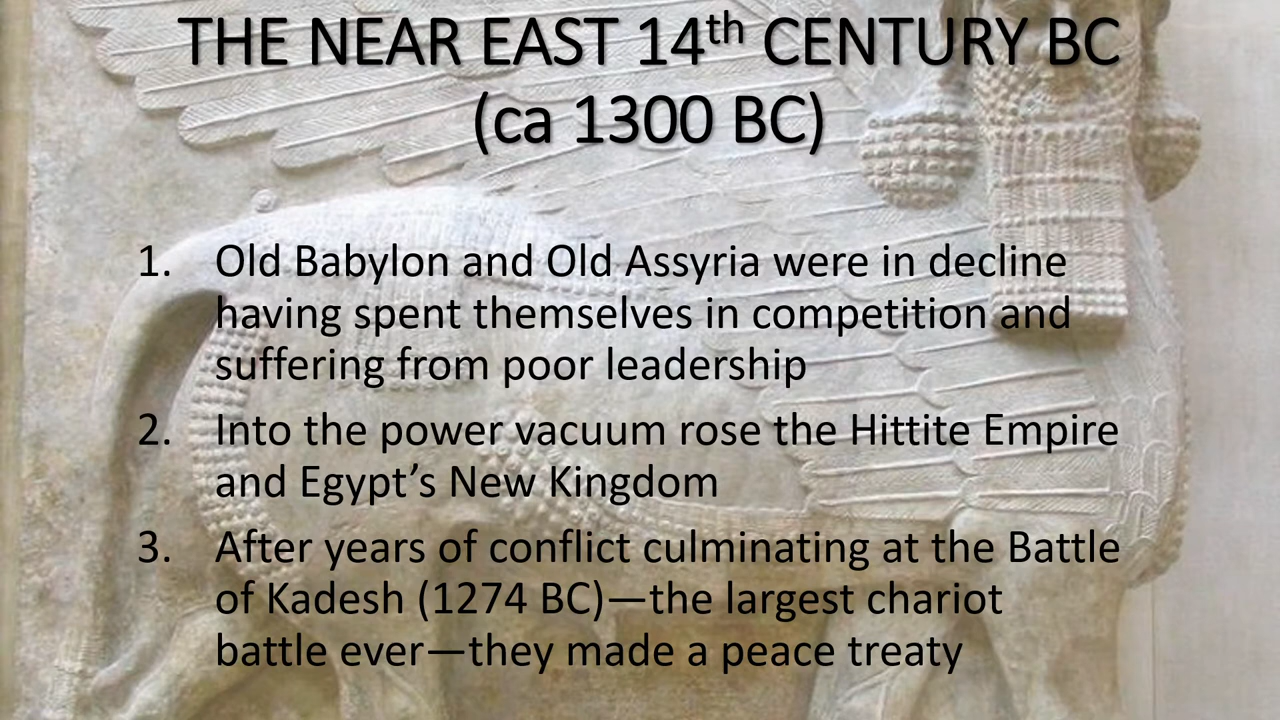 THE NEAR EAST 14th CENTURY BC
(ca 1300 BC)
1. Old Babylon and Old Assyria were in decline
having spent themselves in competition and
suffering from poor leadership
2. Into the power vacuum rose the Hittite Empire
and Egypt’s New Kingdom
3. After years of conflict culminating at the Battle
of Kadesh (1274 BC)—the largest chariot
battle ever—they made a peace treaty